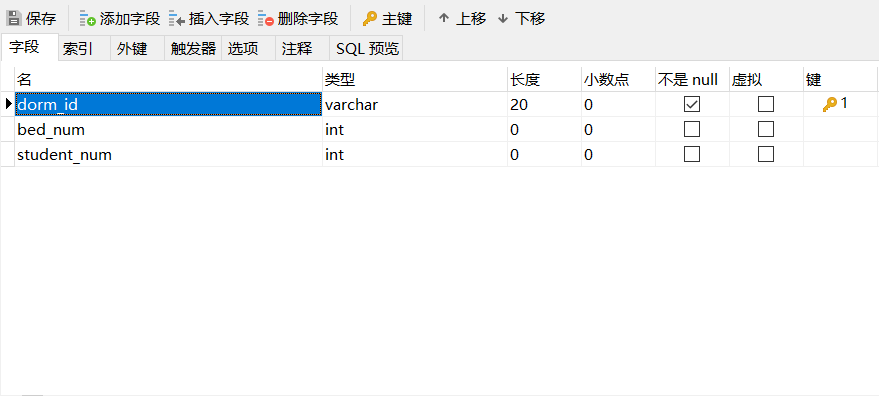 保存 添加字段 插入字段 删除字段 主键 上移 下移
字段 索引 外键 触发器 选项 注释 SQL 预览
名 类型 长度 小数点 不是 null 虚拟 键
dorm_id varchar 20 0 1
bed_num int 0 0
student_num int 0 0